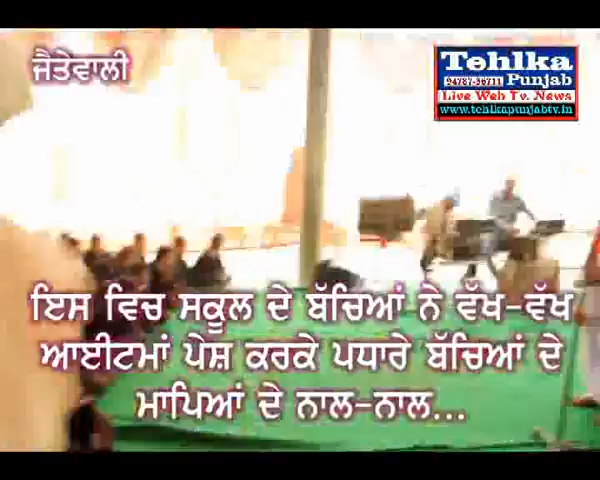 ਜੈਤੇਵਾਲੀ
Tehlka
94787-36711 Punjab
Live Web Tv. News
www.tehlkapunjabtv.in
ਇਸ ਵਿਚ ਸਕੂਲ ਦੇ ਬੱਚਿਆਂ ਨੇ ਵੱਖ-ਵੱਖ
ਆਈਟਮਾਂ ਪੇਸ਼ ਕਰਕੇ ਪਧਾਰੇ ਬੱਚਿਆਂ ਦੇ
ਮਾਪਿਆਂ ਦੇ ਨਾਲ-ਨਾਲ...